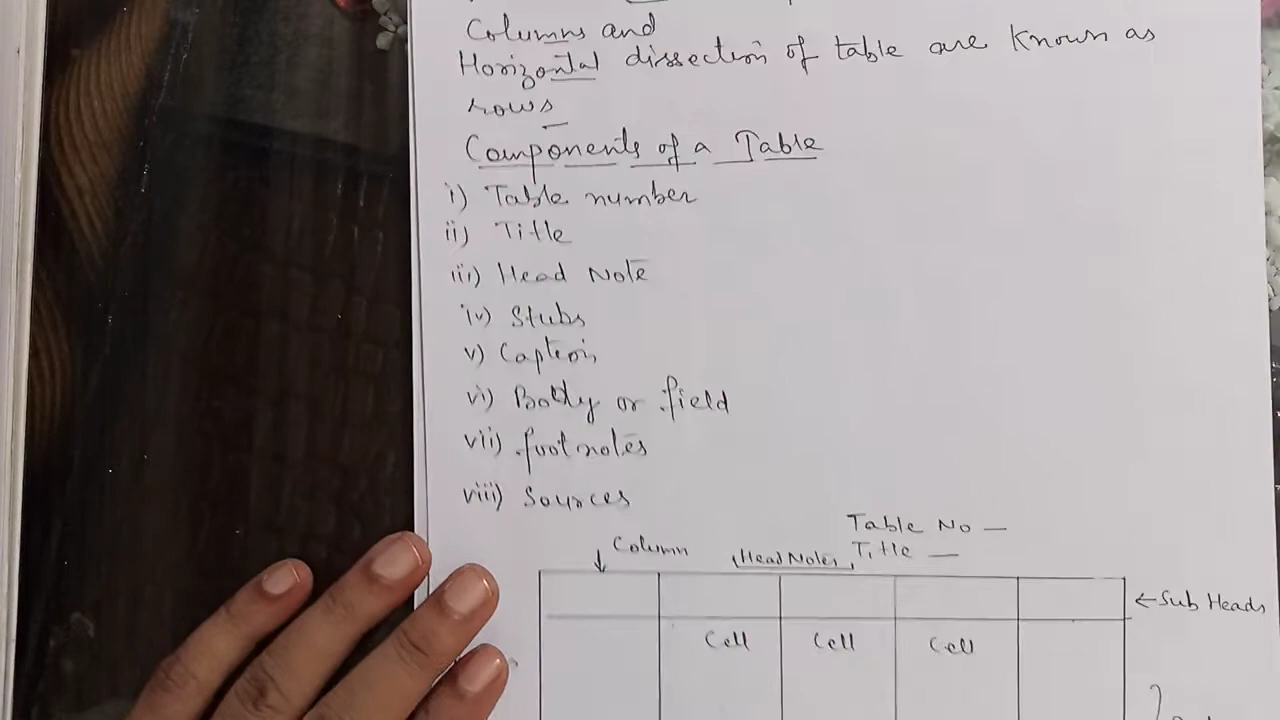 Columns and
Horizontal dissection of table are known as
rows
Components of a Table
i) Table number
ii) Title
iii) Head Note
iv) Stubs
v) Caption
vi) Body or field
vii) footnotes
viii) Sources
Table No —
Column (Head Notes) Title —
← Sub Heads
Cell Cell Cell